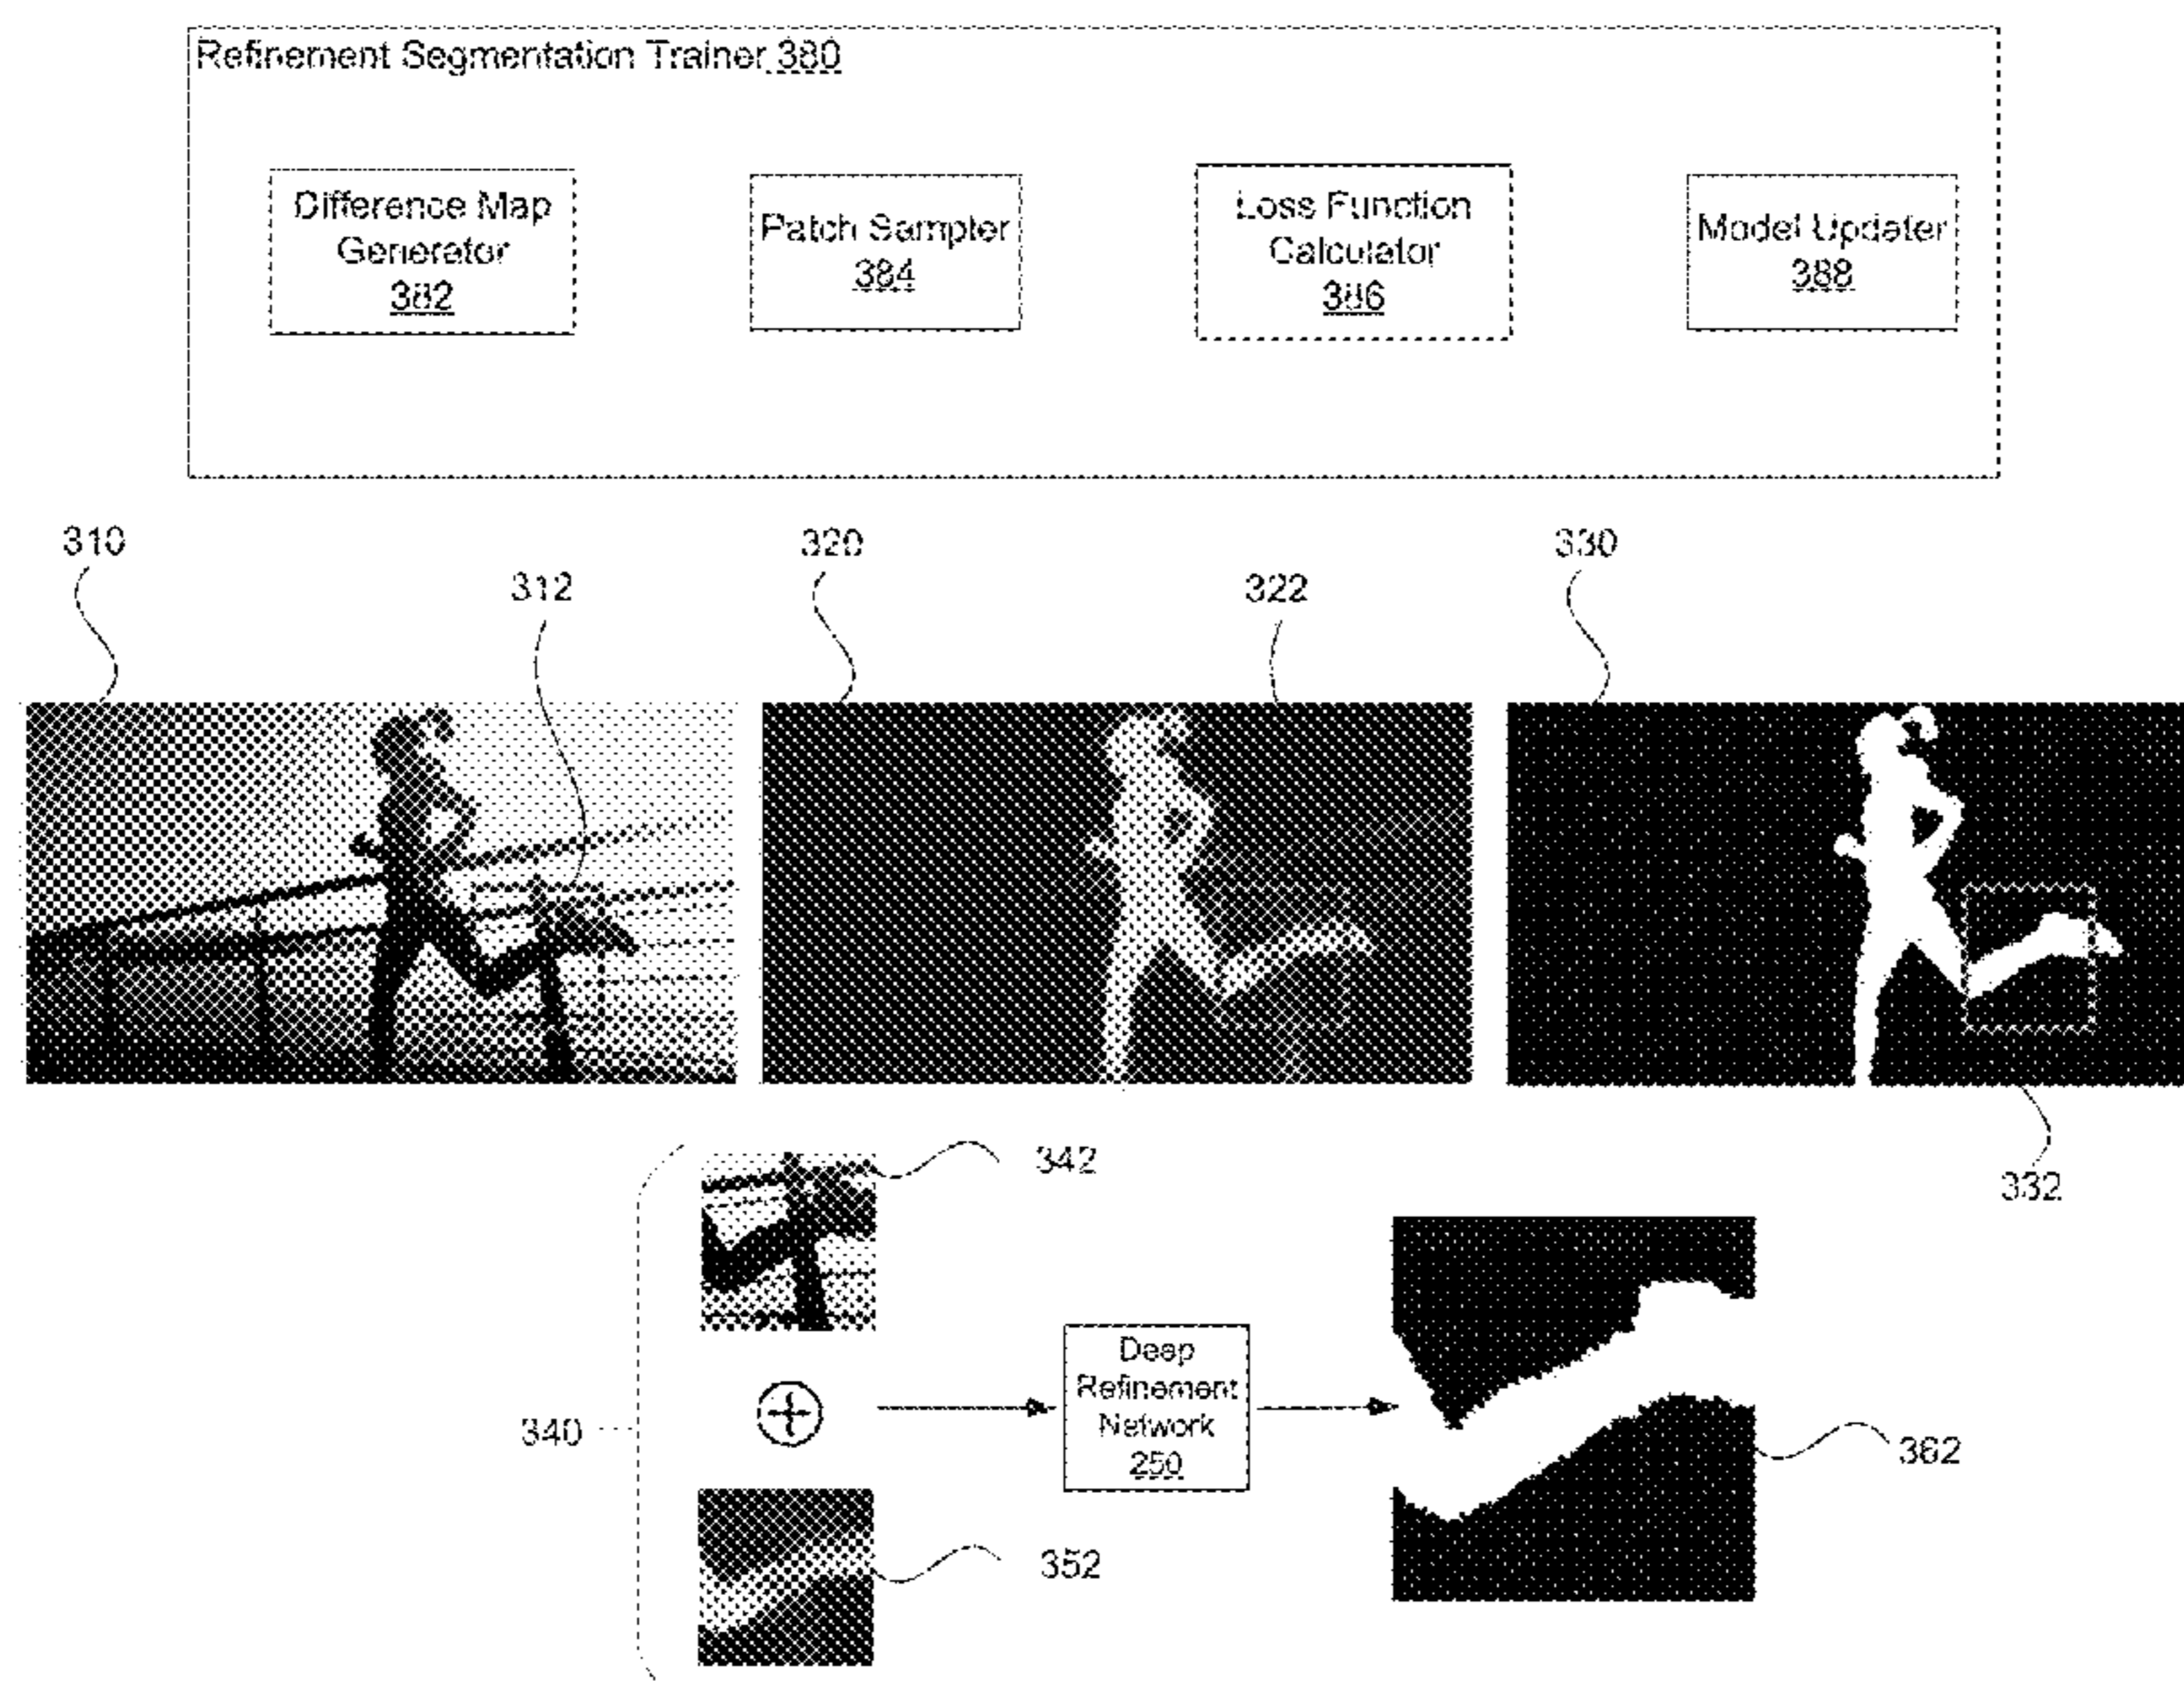 Refinement Segmentation Trainer 380
Difference Map
Generator
382
Patch Sampler
384
Loss Function
Calculator
386
Model Updater
388
310
312
320
322
330
332
340
342
352
Deep
Refinement
Network
250
362